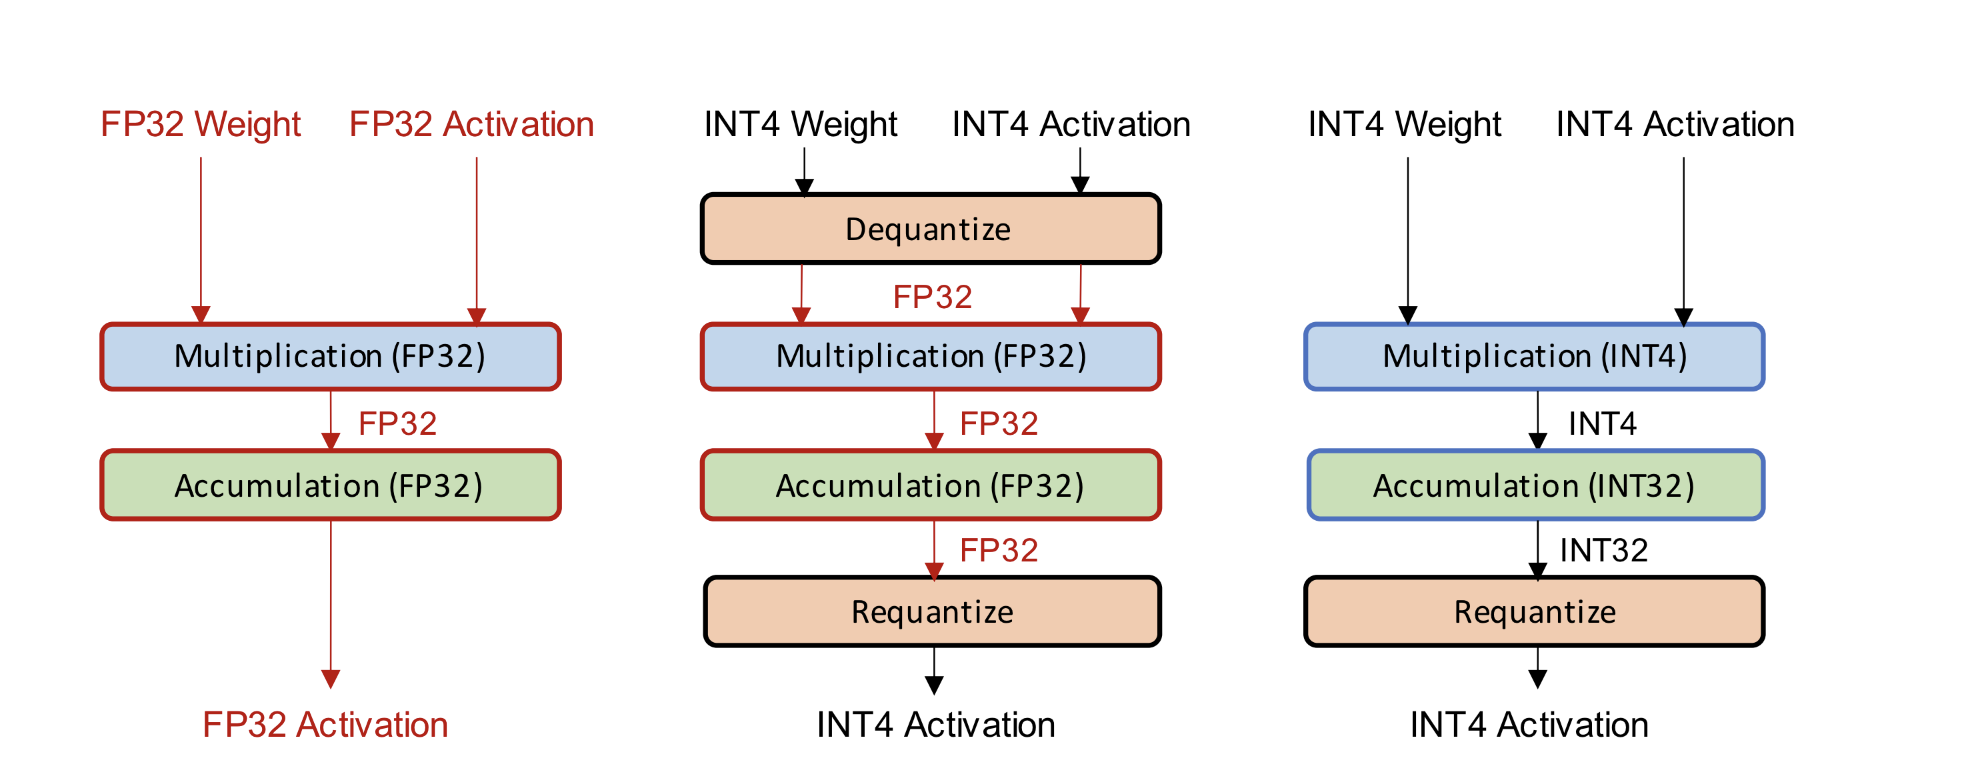 FP32 Weight FP32 Activation
Multiplication (FP32)
FP32
Accumulation (FP32)
FP32 Activation
INT4 Weight INT4 Activation
Dequantize
FP32
Multiplication (FP32)
FP32
Accumulation (FP32)
FP32
Requantize
INT4 Activation
INT4 Weight INT4 Activation
Multiplication (INT4)
INT4
Accumulation (INT32)
INT32
Requantize
INT4 Activation